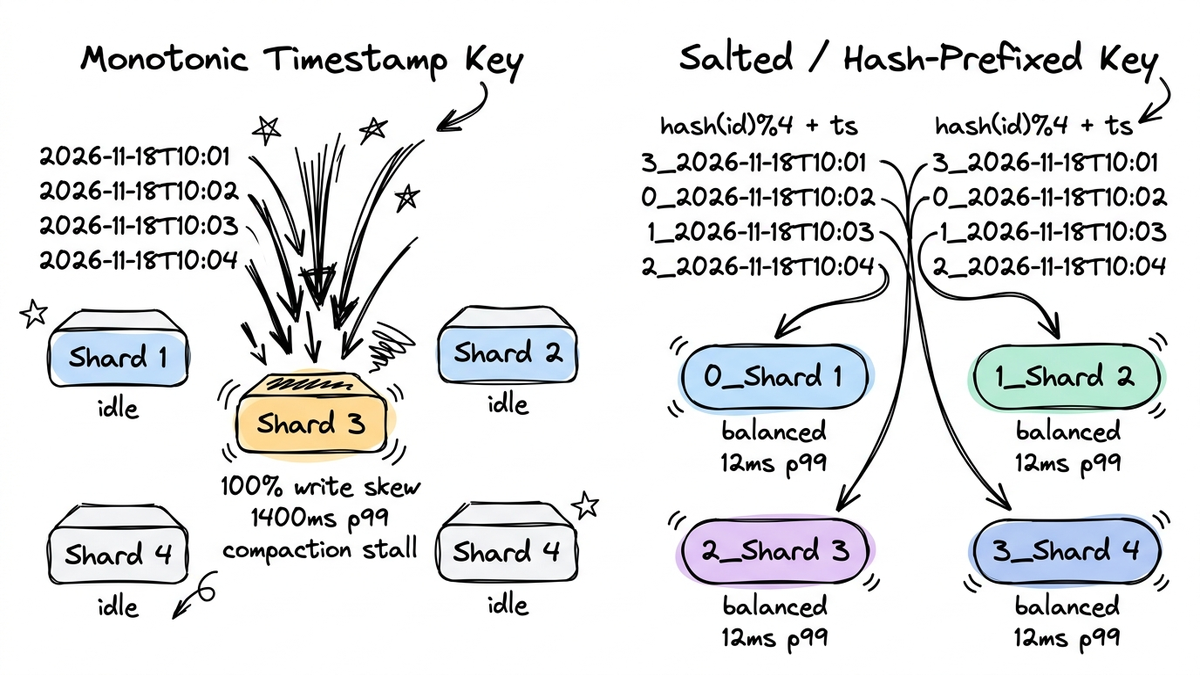 Monotonic Timestamp Key
2026-11-18T10:01
2026-11-18T10:02
2026-11-18T10:03
2026-11-18T10:04
Shard 1
idle
Shard 2
idle
Shard 3
100% write skew
1400ms p99
compaction stall
Shard 4
idle
Shard 4
idle
Salted / Hash-Prefixed Key
hash(id)%4 + ts
3_2026-11-18T10:01
0_2026-11-18T10:02
1_2026-11-18T10:03
2_2026-11-18T10:04
hash(id)%4 + ts
3_2026-11-18T10:01
0_2026-11-18T10:02
1_2026-11-18T10:03
2_2026-11-18T10:04
0_Shard 1
balanced
12ms p99
1_Shard 2
balanced
12ms p99
2_Shard 3
balanced
12ms p99
3_Shard 4
balanced
12ms p99